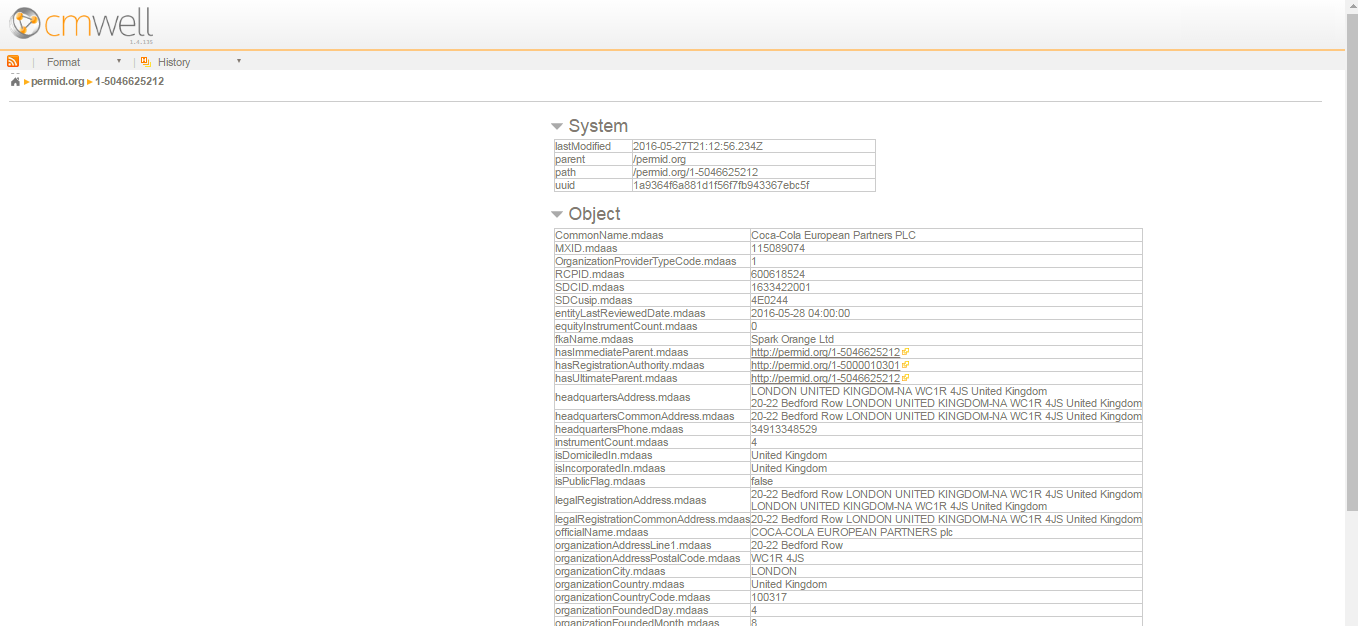 cmwell
1.4.135
Format
History
permid.org 1-5046625212
System
lastModified 2016-05-27T21:12:56.234Z
parent /permid.org
path /permid.org/1-5046625212
uuid 1a9364f6a881d1f56f7fb943367ebc5f
Object
CommonName.mdaas Coca-Cola European Partners PLC
MXID.mdaas 115089074
OrganizationProviderTypeCode.mdaas 1
RCPID.mdaas 600618524
SDCID.mdaas 1633422001
SDCusip.mdaas 4E0244
entityLastReviewedDate.mdaas 2016-05-28 04:00:00
equityInstrumentCount.mdaas 0
fkaName.mdaas Spark Orange Ltd
hasImmediateParent.mdaas http://permid.org/1-5046625212
hasRegistrationAuthority.mdaas http://permid.org/1-5000010301
hasUltimateParent.mdaas http://permid.org/1-5046625212
headquartersAddress.mdaas LONDON UNITED KINGDOM-NA WC1R 4JS United Kingdom
20-22 Bedford Row LONDON UNITED KINGDOM-NA WC1R 4JS United Kingdom
headquartersCommonAddress.mdaas 20-22 Bedford Row LONDON UNITED KINGDOM-NA WC1R 4JS United Kingdom
headquartersPhone.mdaas 34913348529
instrumentCount.mdaas 4
isDomiciledIn.mdaas United Kingdom
isIncorporatedIn.mdaas United Kingdom
isPublicFlag.mdaas false
legalRegistrationAddress.mdaas 20-22 Bedford Row LONDON UNITED KINGDOM-NA WC1R 4JS United Kingdom
LONDON UNITED KINGDOM-NA WC1R 4JS United Kingdom
legalRegistrationCommonAddress.mdaas 20-22 Bedford Row LONDON UNITED KINGDOM-NA WC1R 4JS United Kingdom
officialName.mdaas COCA-COLA EUROPEAN PARTNERS plc
organizationAddressLine1.mdaas 20-22 Bedford Row
organizationAddressPostalCode.mdaas WC1R 4JS
organizationCity.mdaas LONDON
organizationCountry.mdaas United Kingdom
organizationCountryCode.mdaas 100317
organizationFoundedDay.mdaas 4
organizationFoundedMonth.mdaas 8